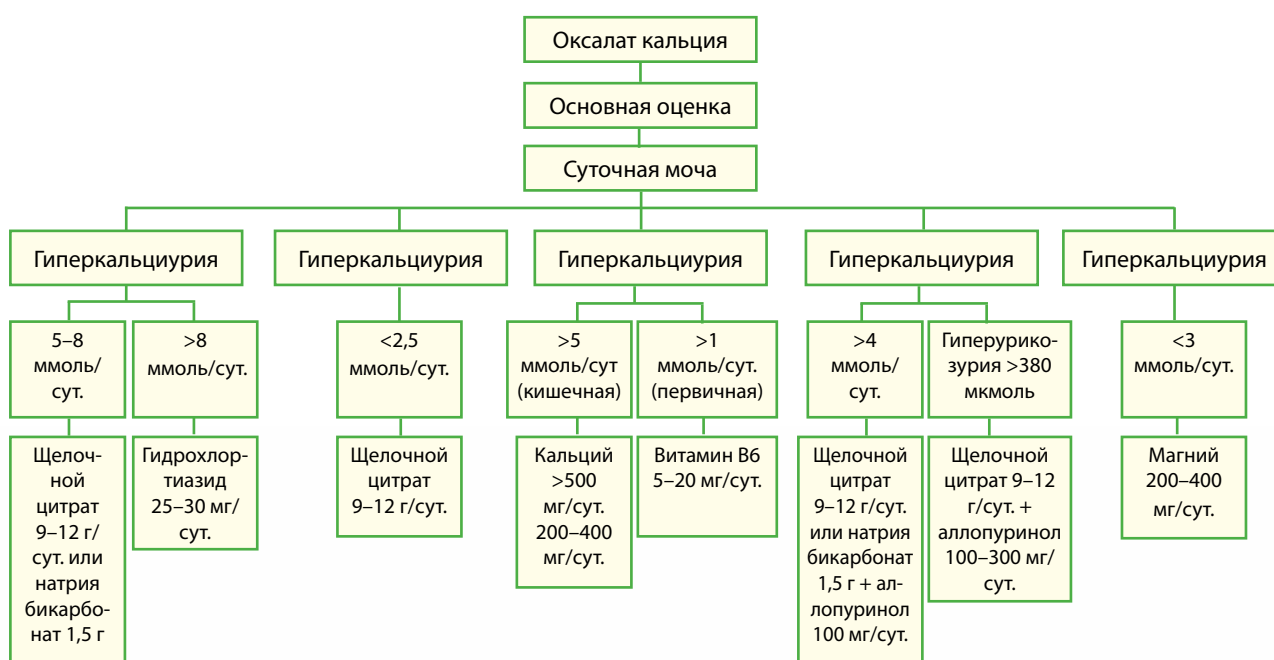 Оксалат кальция
Основная оценка
Суточная моча
Гиперкальциурия
Гиперкальциурия
Гиперкальциурия
Гиперкальциурия
Гиперкальциурия
5–8
ммоль/
сут.
>8
ммоль/сут.
<2,5
ммоль/сут.
>5
ммоль/сут
(кишечная)
>1
ммоль/сут.
(первичная)
>4
ммоль/
сут.
Гиперурико-
зурия >380
мкмоль
<3
ммоль/сут.
Щелоч-
ной
цитрат
9–12 г/
сут. или
натрия
бикарбо-
нат 1,5 г
Гидрохлор-
тиазид
25–30 мг/
сут.
Щелочной
цитрат
9–12 г/сут.
Кальций
>500
мг/сут.
200–400
мг/сут.
Витамин В6
5–20 мг/сут.
Щелочной
цитрат
9–12 г/сут.
или натрия
бикарбонат
1,5 г + ал-
лопуринол
100 мг/сут.
Щелочной
цитрат 9–12
г/сут. +
аллопуринол
100–300 мг/
сут.
Магний
200–400
мг/сут.